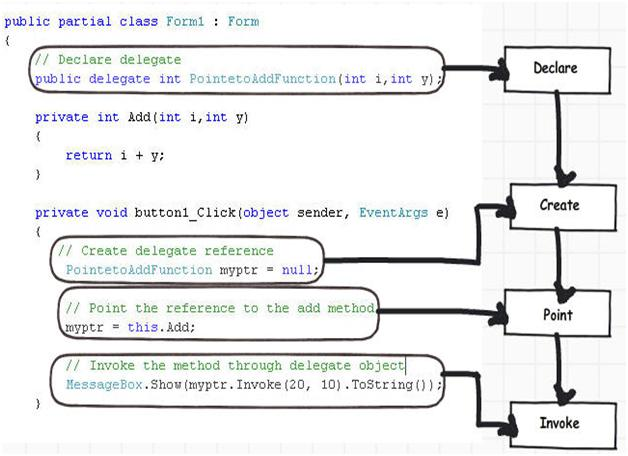 public partial class Form1 : Form
{
// Declare delegate
public delegate int PointetoAddFunction(int i,int y);
Declare
private int Add(int i,int y)
{
return i + y;
}
Create
private void button1_Click(object sender, EventArgs e)
{
// Create delegate reference
PointetoAddFunction myptr = null;
// Point the reference to the add method
myptr = this.Add;
Point
// Invoke the method through delegate object
MessageBox.Show(myptr.Invoke(20, 10).ToString());
}
Invoke